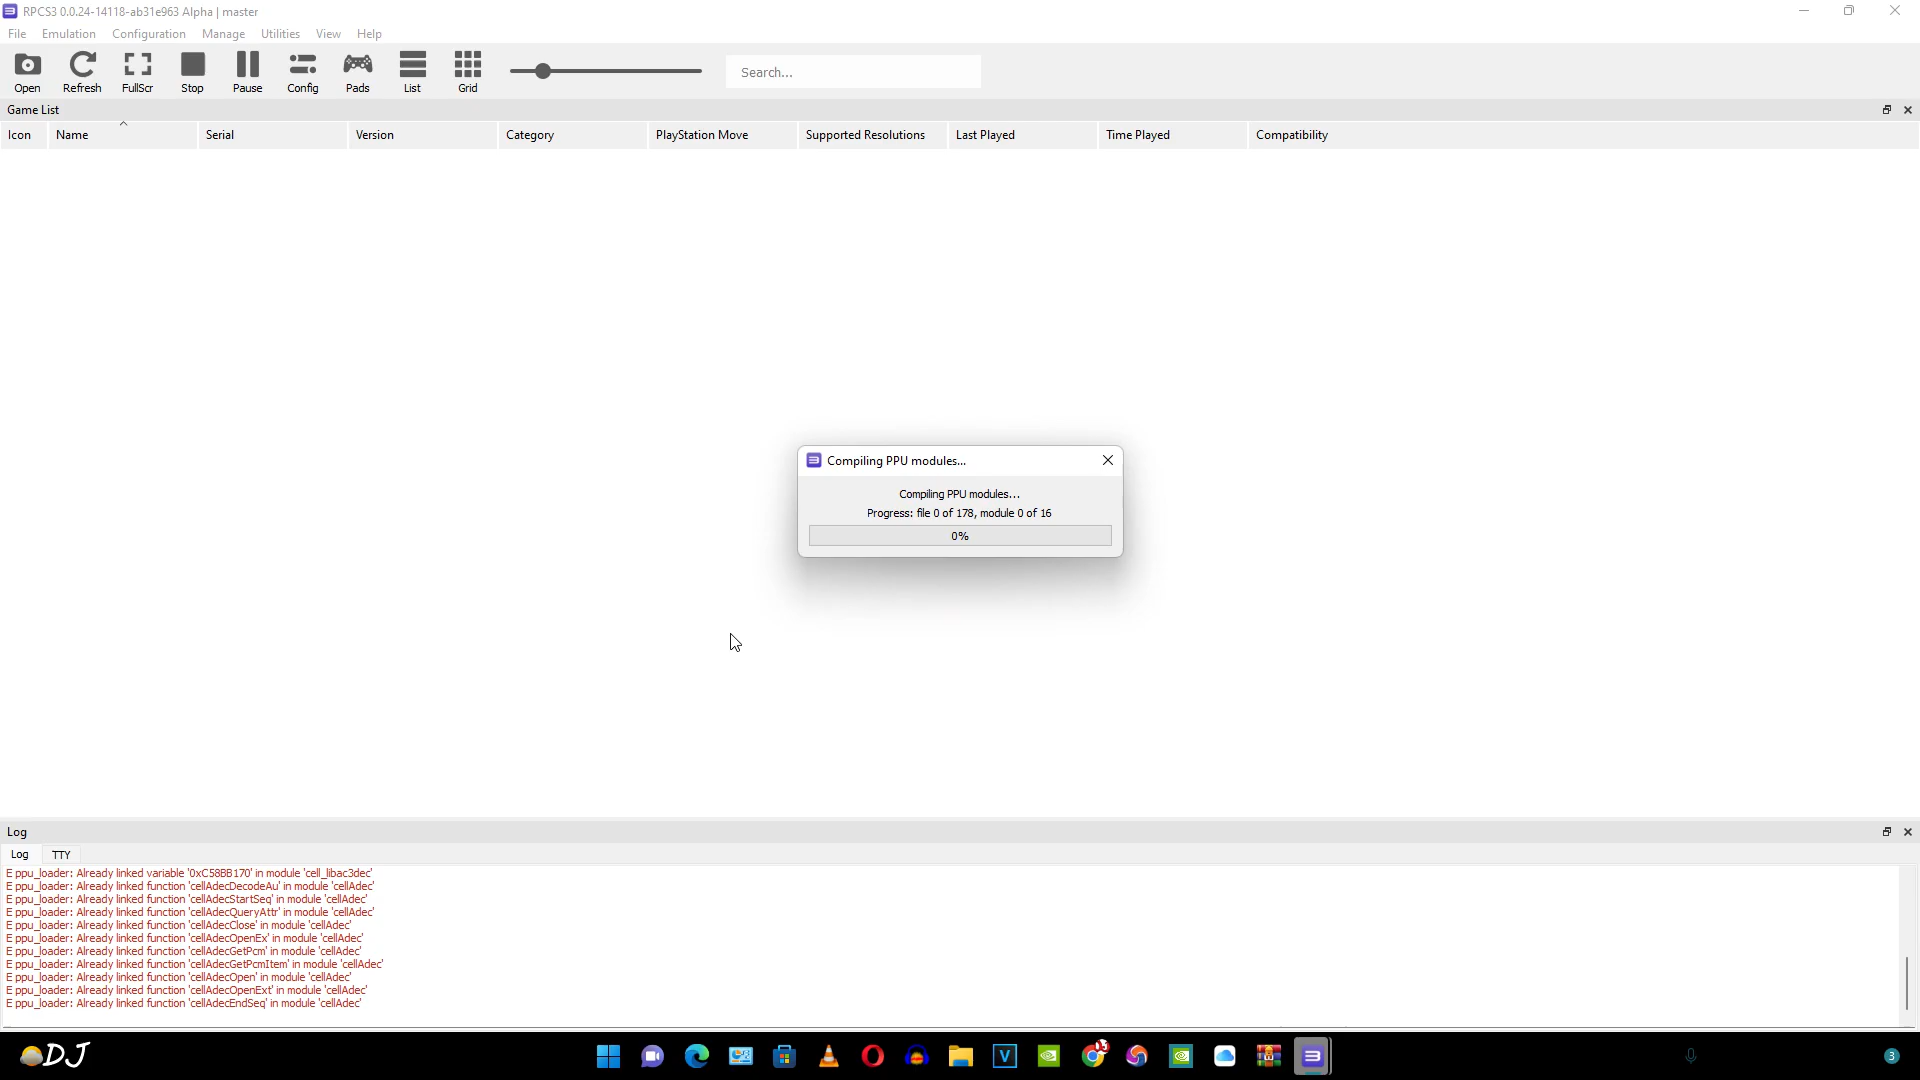 RPCS3 0.0.24-14118-ab31e963 Alpha | master
File Emulation Configuration Manage Utilities View Help
Open Refresh FullScr Stop Pause Config Pads List Grid Search...
Game List
Icon Name Serial Version Category PlayStation Move Supported Resolutions Last Played Time Played Compatibility
Compiling PPU modules...
Compiling PPU modules...
Progress: file 0 of 178, module 0 of 16
0%
Log
Log TTY
E ppu_loader: Already linked variable '0xC58BB170' in module 'cell_libac3dec'
E ppu_loader: Already linked function 'cellAdecDecodeAu' in module 'cellAdec'
E ppu_loader: Already linked function 'cellAdecStartSeq' in module 'cellAdec'
E ppu_loader: Already linked function 'cellAdecQueryAttr' in module 'cellAdec'
E ppu_loader: Already linked function 'cellAdecClose' in module 'cellAdec'
E ppu_loader: Already linked function 'cellAdecOpenEx' in module 'cellAdec'
E ppu_loader: Already linked function 'cellAdecGetPcm' in module 'cellAdec'
E ppu_loader: Already linked function 'cellAdecGetPcmItem' in module 'cellAdec'
E ppu_loader: Already linked function 'cellAdecOpen' in module 'cellAdec'
E ppu_loader: Already linked function 'cellAdecOpenExt' in module 'cellAdec'
E ppu_loader: Already linked function 'cellAdecEndSeq' in module 'cellAdec'
DJ V 3